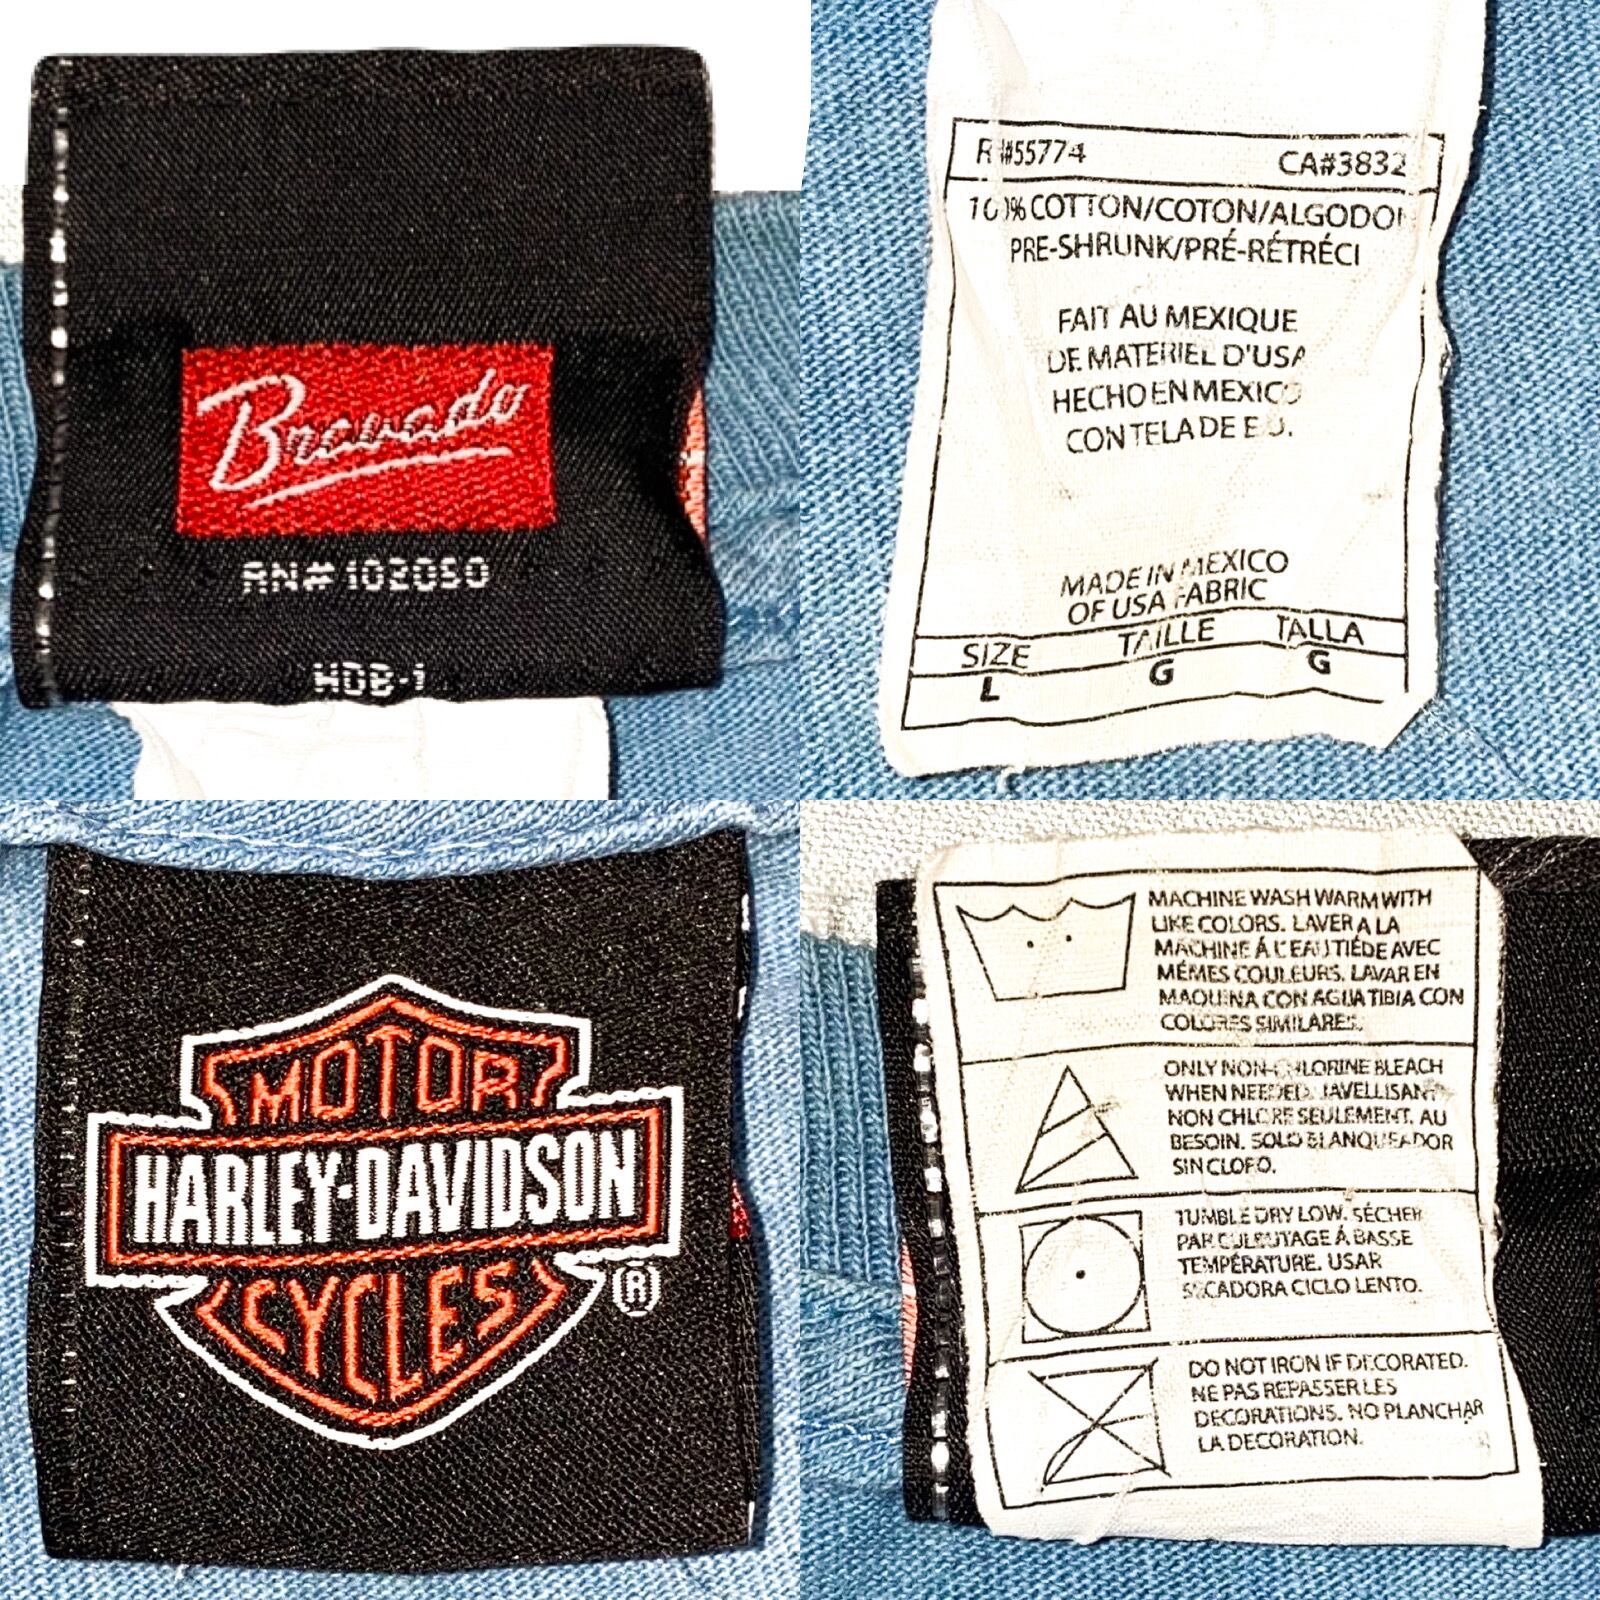 Bravado
RN#102050
HDB-1
RN#55774 CA#3832
100% COTTON/COTON/ALGODON
PRE-SHRUNK/PRÉ-RÉTRÉCI
FAIT AU MEXIQUE
DE MATERIEL D'USA
HECHO EN MEXICO
CON TELA DE E.U.
MADE IN MEXICO
OF USA FABRIC
SIZE TAILLE TALLA
L G G
MOTOR
HARLEY-DAVIDSON
CYCLES
®
MACHINE WASH WARM WITH
LIKE COLORS. LAVER A LA
MACHINE Á L'EAU TIÉDE AVEC
MÉMES COULEURS. LAVAR EN
MAQUINA CON AGUA TIBIA CON
COLORES SIMILARES.
ONLY NON-CHLORINE BLEACH
WHEN NEEDED. JAVELLISANT
NON CHLORE SEULEMENT. AU
BESOIN. SOLO BLANQUEADOR
SIN CLORO.
TUMBLE DRY LOW. SÉCHER
PAR CULBUTAGE Á BASSE
TEMPÉRATURE. USAR
SECADORA CICLO LENTO.
DO NOT IRON IF DECORATED.
NE PAS REPASSER LES
DECORATIONS. NO PLANCHAR
LA DECORATION.